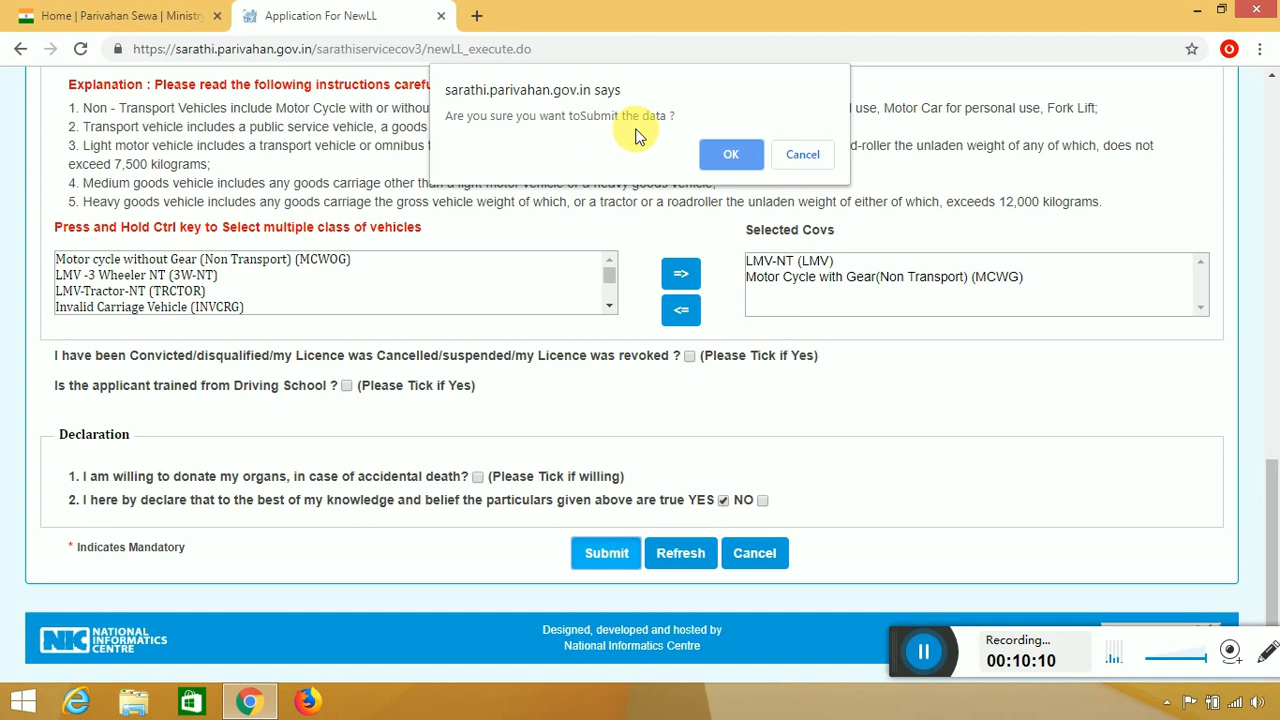 Home | Parivahan Sewa | Ministry
Application For NewLL
https://sarathi.parivahan.gov.in/sarathiservicecov3/newLL_execute.do
sarathi.parivahan.gov.in says
Are you sure you want toSubmit the data ?
OK
Cancel
Explanation : Please read the following instructions carefu
1. Non - Transport Vehicles include Motor Cycle with or withou use, Motor Car for personal use, Fork Lift;
2. Transport vehicle includes a public service vehicle, a goods
3. Light motor vehicle includes a transport vehicle or omnibus d-roller the unladen weight of any of which, does not
exceed 7,500 kilograms;
4. Medium goods vehicle includes any goods carriage other than a light motor vehicle or a heavy goods vehicle;
5. Heavy goods vehicle includes any goods carriage the gross vehicle weight of which, or a tractor or a roadroller the unladen weight of either of which, exceeds 12,000 kilograms.
Press and Hold Ctrl key to Select multiple class of vehicles
Selected Covs
Motor cycle without Gear (Non Transport) (MCWOG)
LMV -3 Wheeler NT (3W-NT)
LMV-Tractor-NT (TRCTOR)
Invalid Carriage Vehicle (INVCRG)
=>
<=
LMV-NT (LMV)
Motor Cycle with Gear(Non Transport) (MCWG)
I have been Convicted/disqualified/my Licence was Cancelled/suspended/my Licence was revoked ? (Please Tick if Yes)
Is the applicant trained from Driving School ? (Please Tick if Yes)
Declaration
1. I am willing to donate my organs, in case of accidental death? (Please Tick if willing)
2. I here by declare that to the best of my knowledge and belief the particulars given above are true YES NO
* Indicates Mandatory
Submit
Refresh
Cancel
NIC NATIONAL
INFORMATICS
CENTRE
Designed, developed and hosted by
National Informatics Centre
Recording...
00:10:10